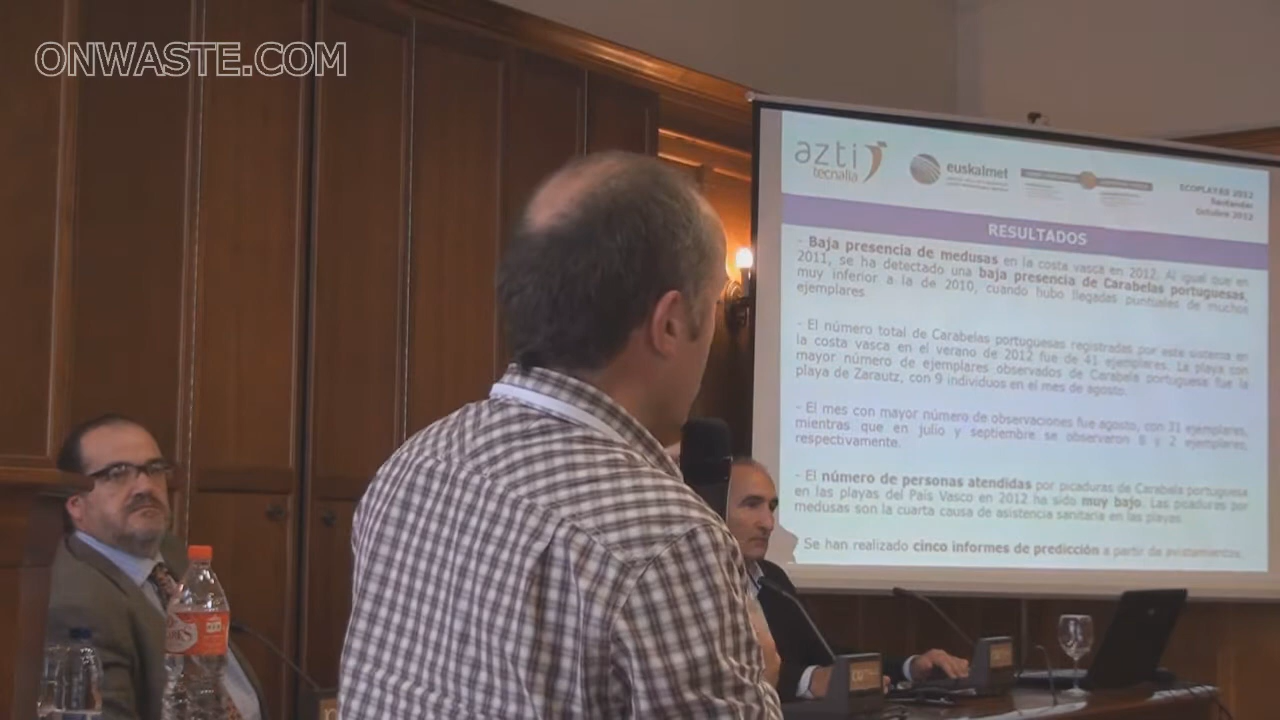 ONWASTE.COM
azti
tecnalia
euskalmet
ECOPLAYAS 2012
Santander
Octubre 2012
RESULTADOS
- Baja presencia de medusas en la costa vasca en 2012. Al igual que en
2011, se ha detectado una baja presencia de Carabelas portuguesas,
muy inferior a la de 2010, cuando hubo llegadas puntuales de muchos
ejemplares.
- El número total de Carabelas portuguesas registradas por este sistema en
la costa vasca en el verano de 2012 fue de 41 ejemplares. La playa con
mayor número de ejemplares observados de Carabela portuguesa fue la
playa de Zarautz, con 9 individuos en el mes de agosto.
- El mes con mayor número de observaciones fue agosto, con 31 ejemplares,
mientras que en julio y septiembre se observaron 8 y 2 ejemplares,
respectivamente.
- El número de personas atendidas por picaduras de Carabela portuguesa
en las playas del País Vasco en 2012 ha sido muy bajo. Las picaduras por
medusas son la cuarta causa de asistencia sanitaria en las playas.
Se han realizado cinco informes de predicción a partir de avistamientos.